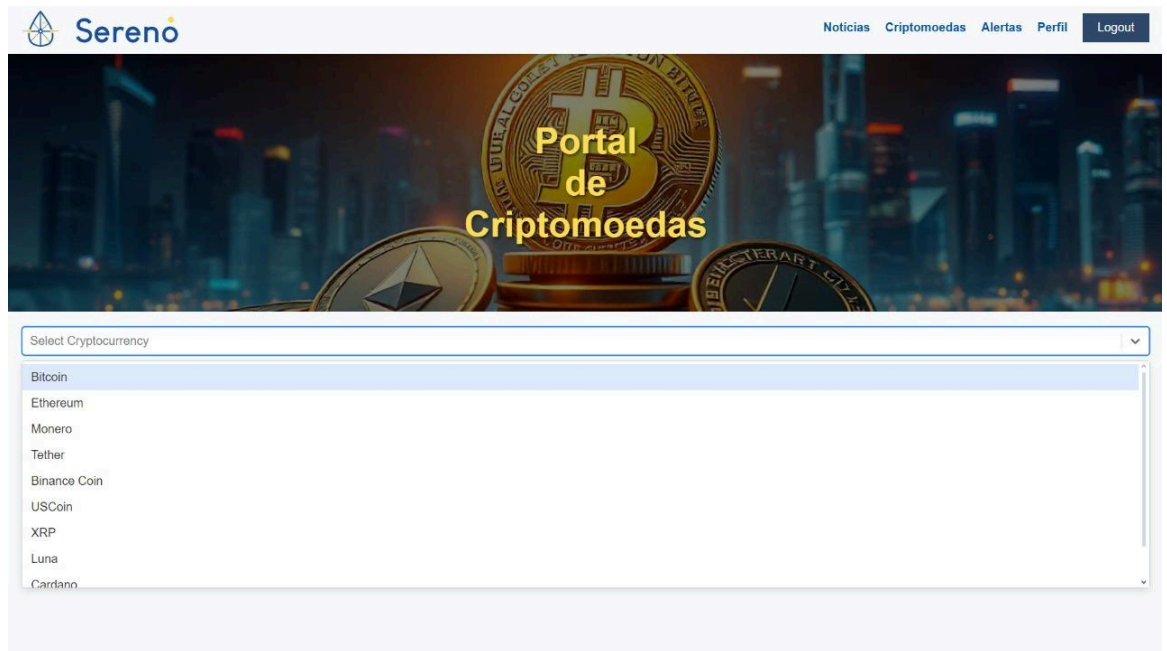 Sereno
Notícias Criptomoedas Alertas Perfil Logout
Portal
de
Criptomoedas
Select Cryptocurrency
Bitcoin
Ethereum
Monero
Tether
Binance Coin
USCoin
XRP
Luna
Cardano